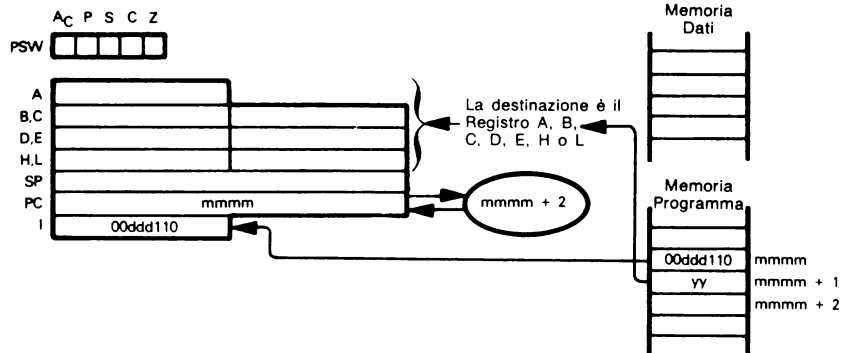 A_C P S C Z
PSW
A
B,C
D,E
H,L
SP
PC mmmm
I 00ddd110
La destinazione è il
Registro A, B,
C, D, E, H o L
mmmm + 2
Memoria
Dati
Memoria
Programma
00ddd110 mmmm
yy mmmm + 1
mmmm + 2